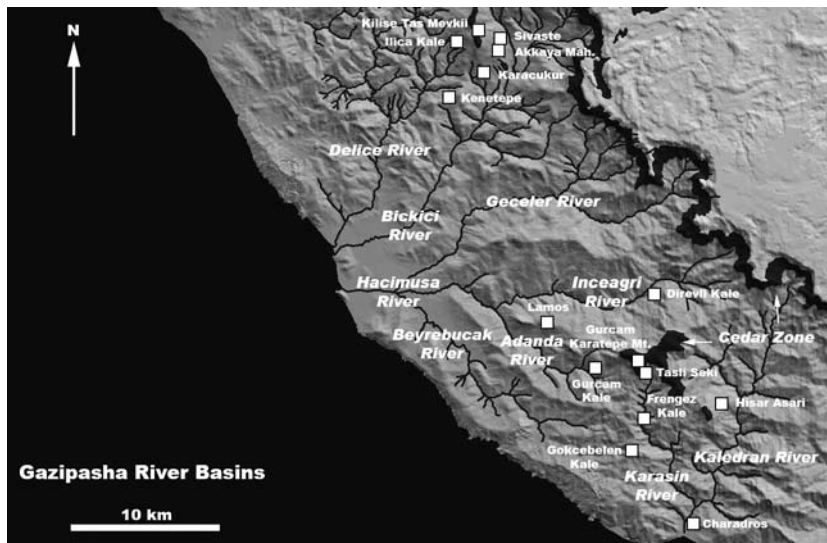 N
Kilise Tas Mevkii
Ilica Kale
Sivaste
Akkaya Mah.
Karacukur
Kenetepe
Delice River
Bickici
River
Geceler River
Hacimusa
River
Inceagri
River
Direvli Kale
Lamos
Beyrebucak
River
Adanda
River
Gurcam
Karatepe Mt.
Cedar Zone
Tasli Seki
Gurcam
Kale
Frengez
Kale
Hisar Asari
Gokcebelen
Kale
Kaledran River
Karasin
River
Charadros
Gazipasha River Basins
10 km